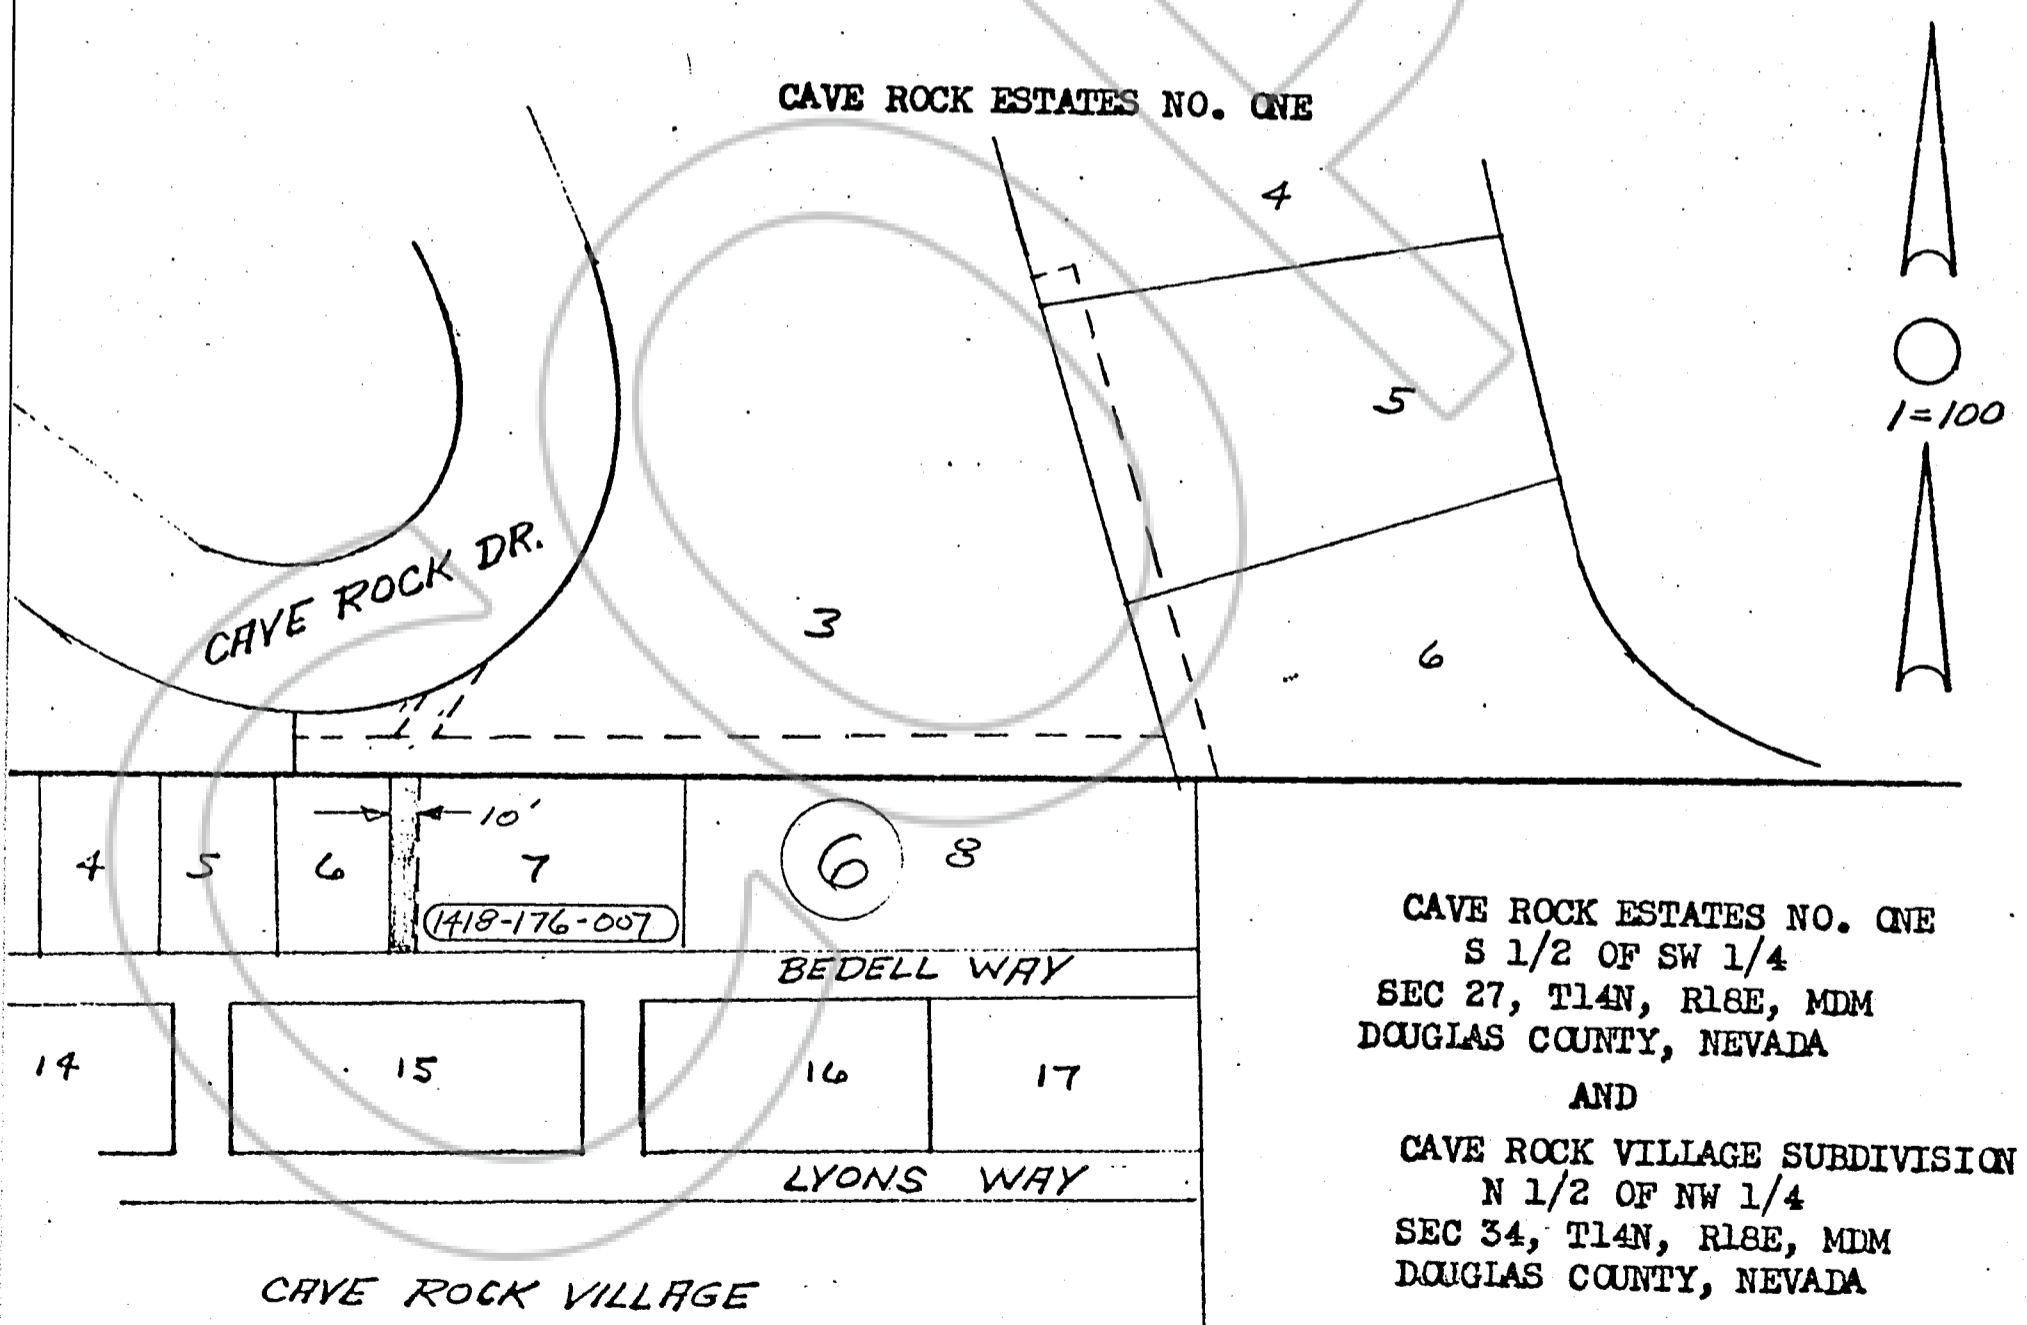 CAVE ROCK ESTATES NO. ONE
4
5
1=100
CAVE ROCK DR.
3
6
10'
4
5
6
7
6
8
1418-176-007
BEDELL WAY
14
15
16
17
LYONS WAY
CAVE ROCK VILLAGE
CAVE ROCK ESTATES NO. ONE
S 1/2 OF SW 1/4
SEC 27, T14N, R18E, MDM
DOUGLAS COUNTY, NEVADA
AND
CAVE ROCK VILLAGE SUBDIVISION
N 1/2 OF NW 1/4
SEC 34, T14N, R18E, MDM
DOUGLAS COUNTY, NEVADA